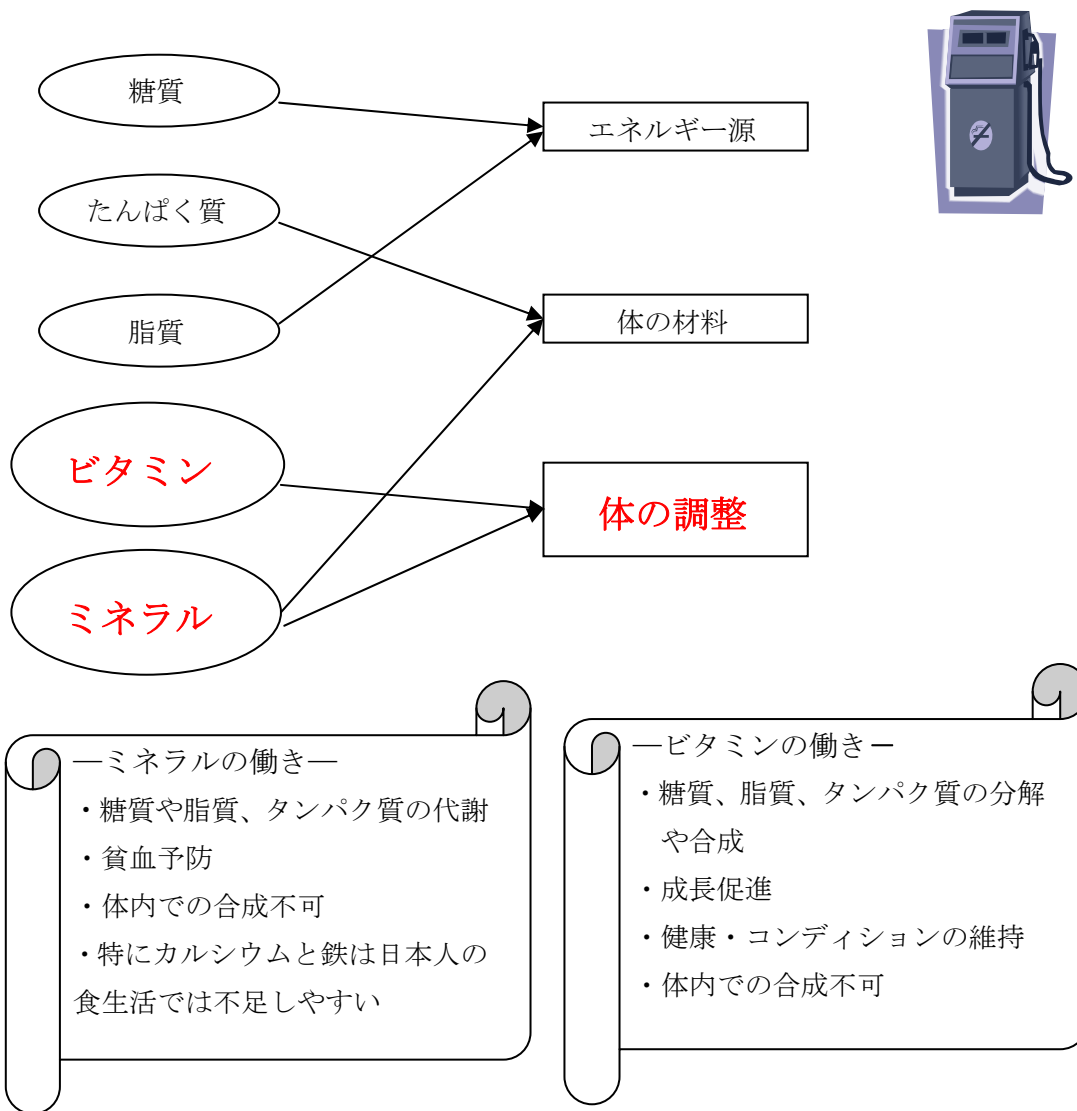 糖質
エネルギー源
たんぱく質
脂質
体の材料
ビタミン
体の調整
ミネラル
―ミネラルの働き―
・糖質や脂質、タンパク質の代謝
・貧血予防
・体内での合成不可
・特にカルシウムと鉄は日本人の
食生活では不足しやすい
―ビタミンの働きー
・糖質、脂質、タンパク質の分解
や合成
・成長促進
・健康・コンディションの維持
・体内での合成不可